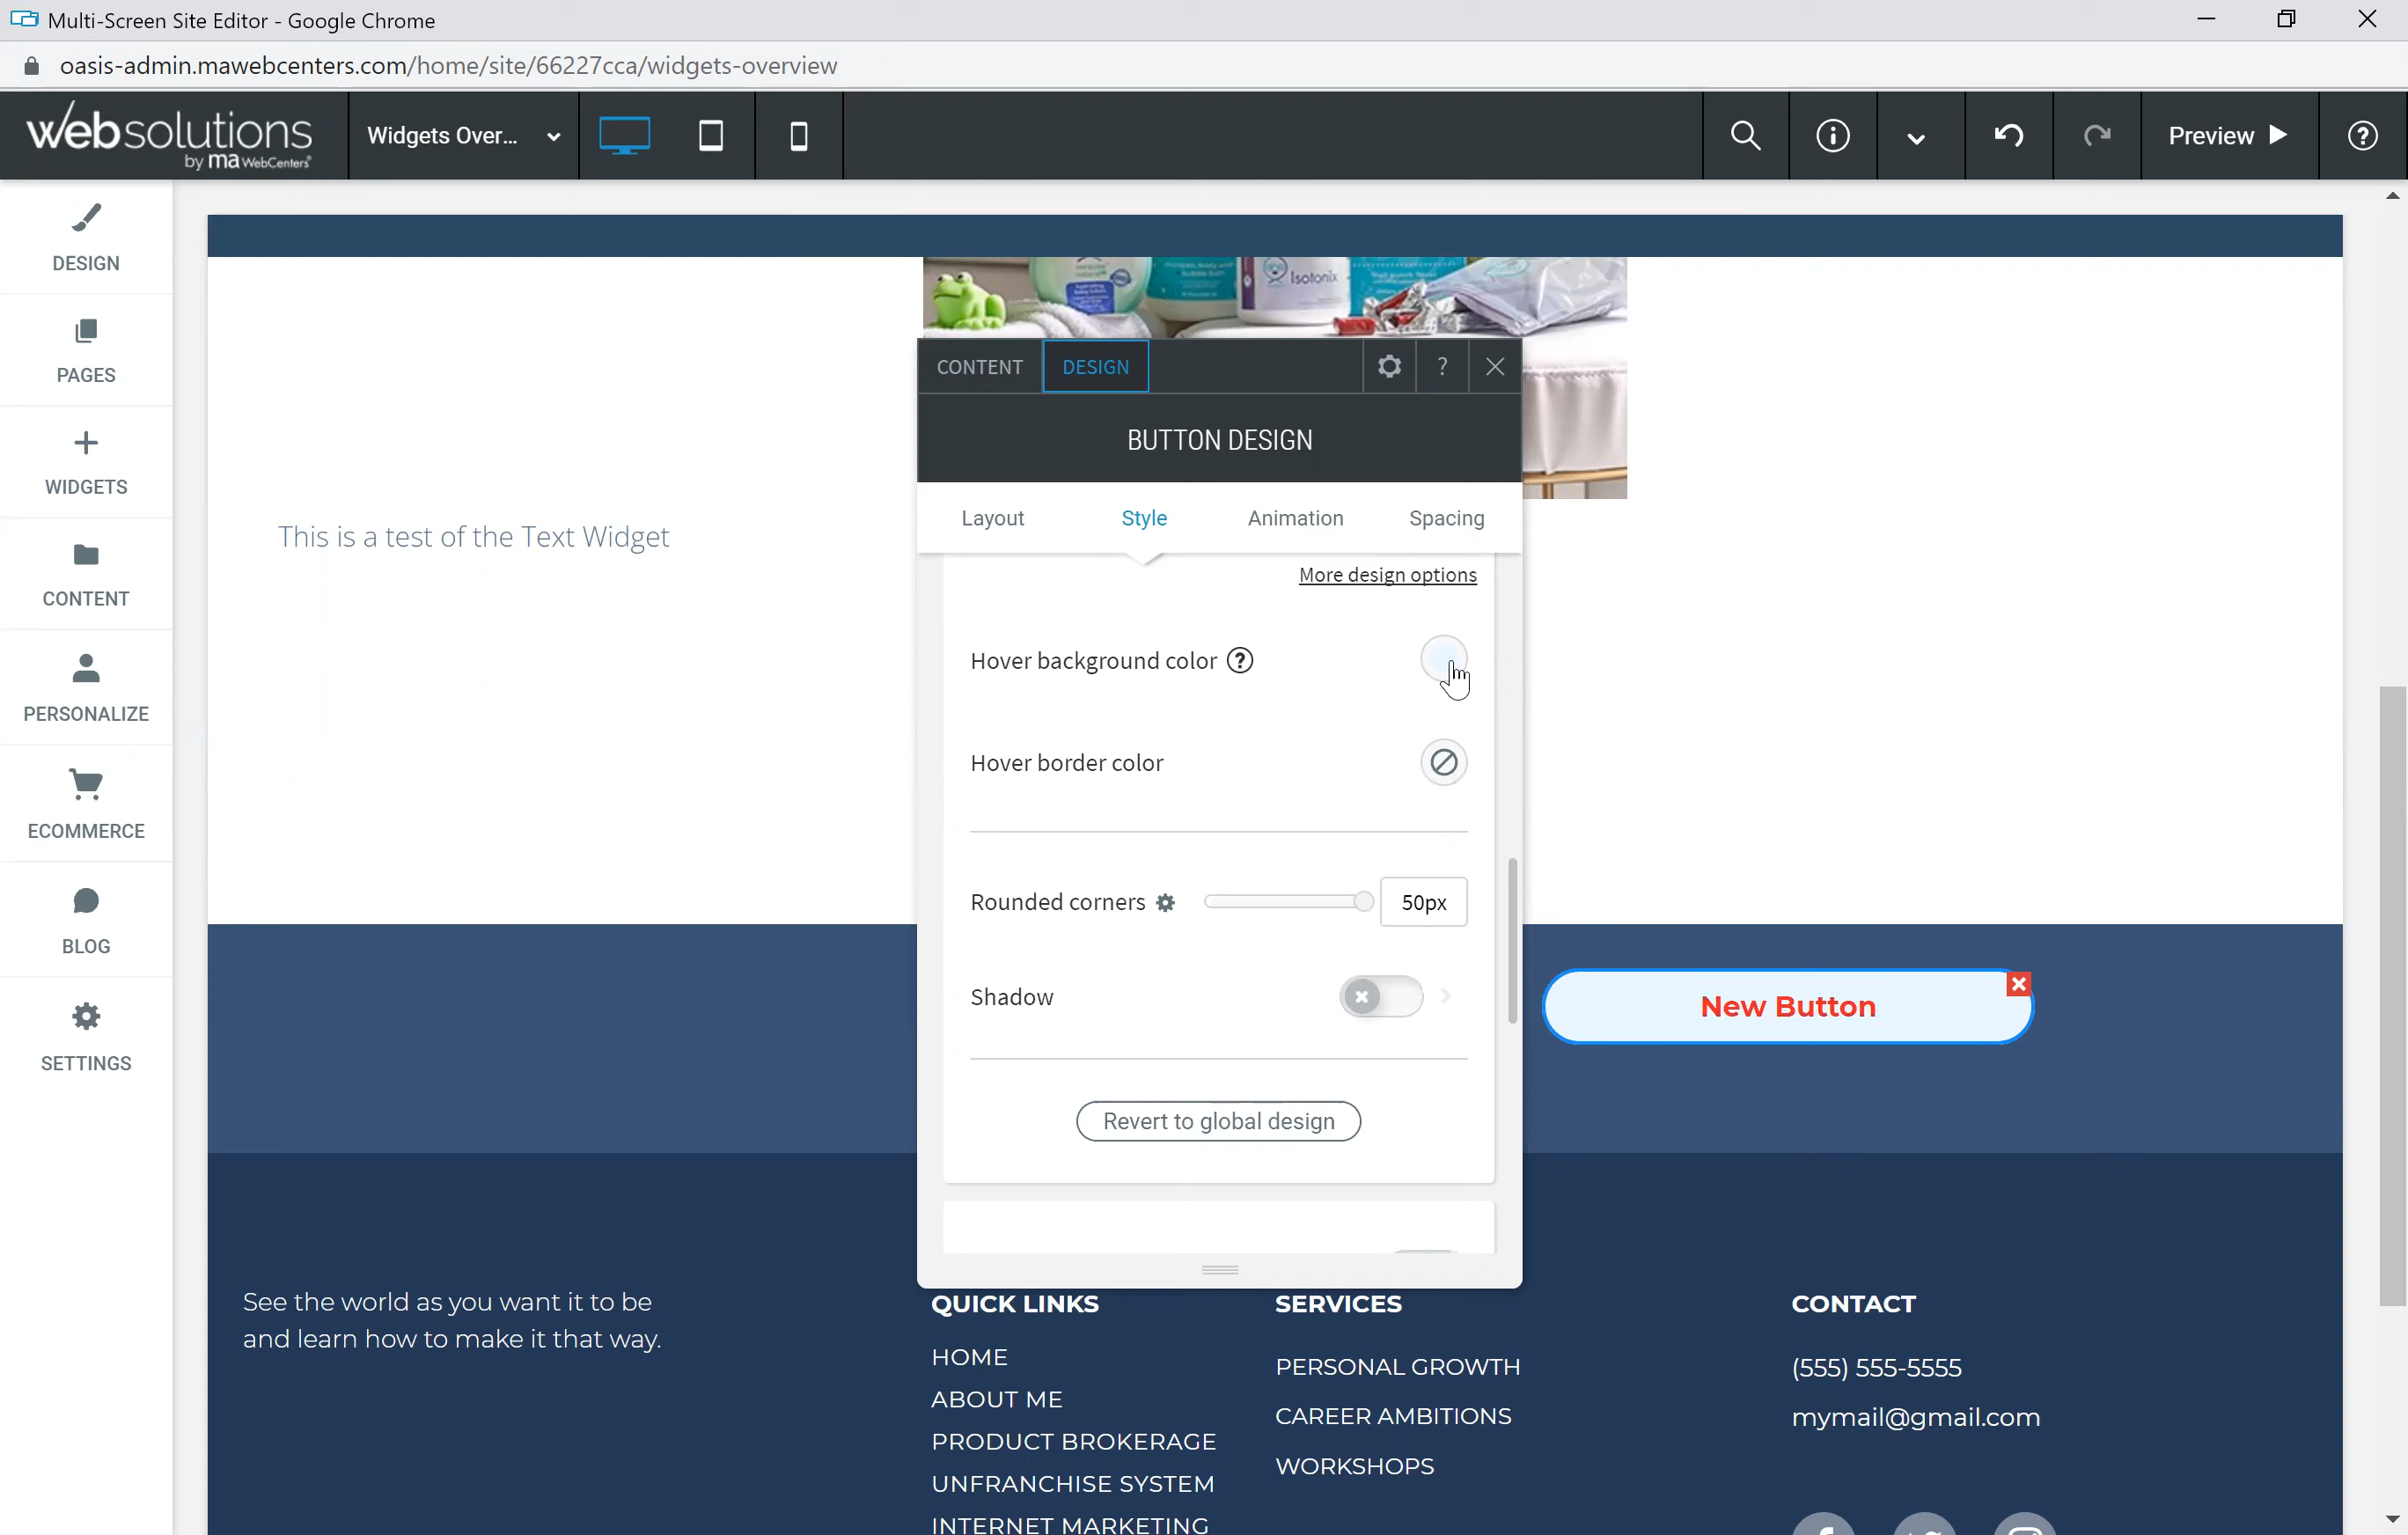 Multi-Screen Site Editor - Google Chrome
oasis-admin.mawebcenters.com/home/site/66227cca/widgets-overview
websolutions
by ma WebCenters
Widgets Over...
Preview
DESIGN
PAGES
WIDGETS
CONTENT
PERSONALIZE
ECOMMERCE
BLOG
SETTINGS
Isotonix
This is a test of the Text Widget
CONTENT
DESIGN
?
BUTTON DESIGN
Layout
Style
Animation
Spacing
More design options
Hover background color ?
Hover border color
Rounded corners
50px
Shadow
Revert to global design
New Button
See the world as you want it to be
and learn how to make it that way.
QUICK LINKS
HOME
ABOUT ME
PRODUCT BROKERAGE
UNFRANCHISE SYSTEM
INTERNET MARKETING
SERVICES
PERSONAL GROWTH
CAREER AMBITIONS
WORKSHOPS
CONTACT
(555) 555-5555
mymail@gmail.com